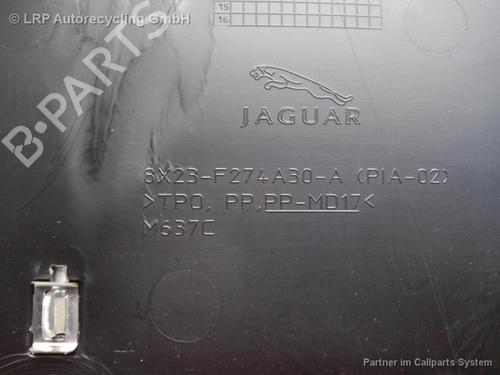 © LRP Autorecycling GmbH
15
16
B-PARTS
JAGUAR
8X23-F274A30-A (PIA-02)
>TPO, PP,PP-MD17<
M637C
Partner im Callparts System